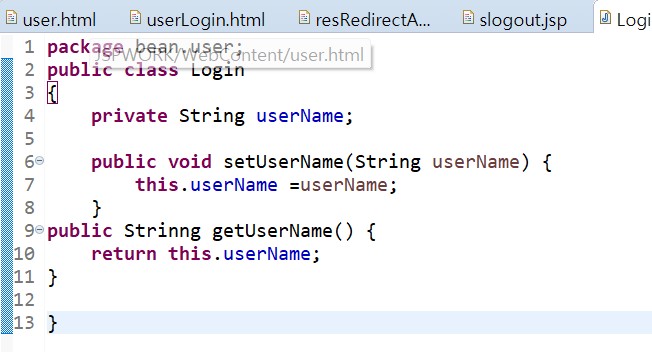 user.html userLogin.html resRedirectA... slogout.jsp Logi
1 package bean.user;
JSPWORK/WebContent/user.html
2 public class Login
3 {
4 private String userName;
5
6 public void setUserName(String userName) {
7 this.userName =userName;
8 }
9 public Strinng getUserName() {
10 return this.userName;
11 }
12
13 }